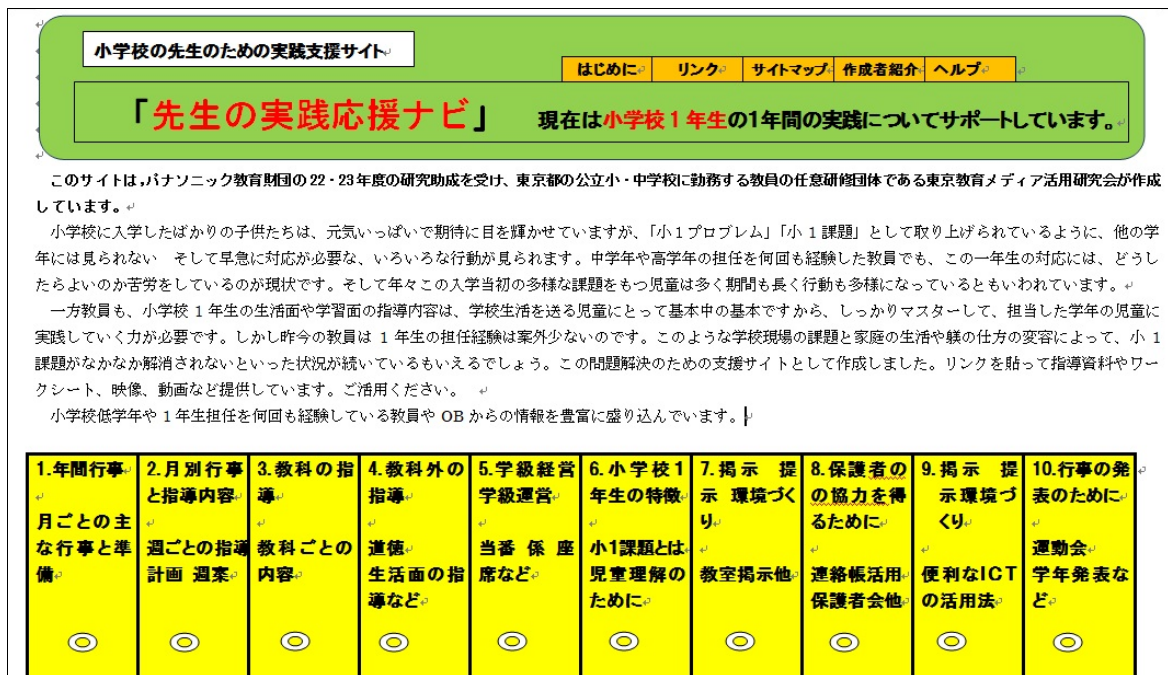 小学校の先生のための実践支援サイト
はじめに リンク サイトマップ 作成者紹介 ヘルプ
「先生の実践応援ナビ」 現在は小学校1年生の1年間の実践についてサポートしています。
このサイトは,パナソニック教育財団の22・23年度の研究助成を受け、東京都の公立小・中学校に勤務する教員の任意研修団体である東京教育メディア活用研究会が作成
しています。
小学校に入学したばかりの子供たちは、元気いっぱいで期待に目を輝かせていますが、「小1プロブレム」「小1課題」として取り上げられているように、他の学
年には見られない そして早急に対応が必要な、いろいろな行動が見られます。中学年や高学年の担任を何回も経験した教員でも、この一年生の対応には、どうし
たらよいのか苦労をしているのが現状です。そして年々この入学当初の多様な課題をもつ児童は多く期間も長く行動も多様になっているともいわれています。
一方教員も、小学校1年生の生活面や学習面の指導内容は、学校生活を送る児童にとって基本中の基本ですから、しっかりマスターして、担当した学年の児童に
実践していく力が必要です。しかし昨今の教員は1年生の担任経験は案外少ないのです。このような学校現場の課題と家庭の生活や躾の仕方の変容によって、小1
課題がなかなか解消されないといった状況が続いているもいえるでしょう。この問題解決のための支援サイトとして作成しました。リンクを貼って指導資料やワー
クシート、映像、動画など提供しています。ご活用ください。
小学校低学年や1年生担任を何回も経験している教員やOBからの情報を豊富に盛り込んでいます。
1.年間行事
月ごとの主
な行事と準
備
2.月別行事
と指導内容
週ごとの指導
計画 週案
3.教科の指
導
教科ごとの
内容
4.教科外の
指導
道徳
生活面の指
導など
5.学級経営
学級運営
当番 係 座
席など
6.小学校1
年生の特徴
小1課題とは
児童理解の
ために
7.掲示 提
示 環境づく
り
教室掲示他
8.保護者の
の協力を得
るために
連絡帳活用
保護者会他
9.掲示 提
示環境づ
くり
便利なICT
の活用法
10.行事の発
表のために
運動会
学年発表な
ど